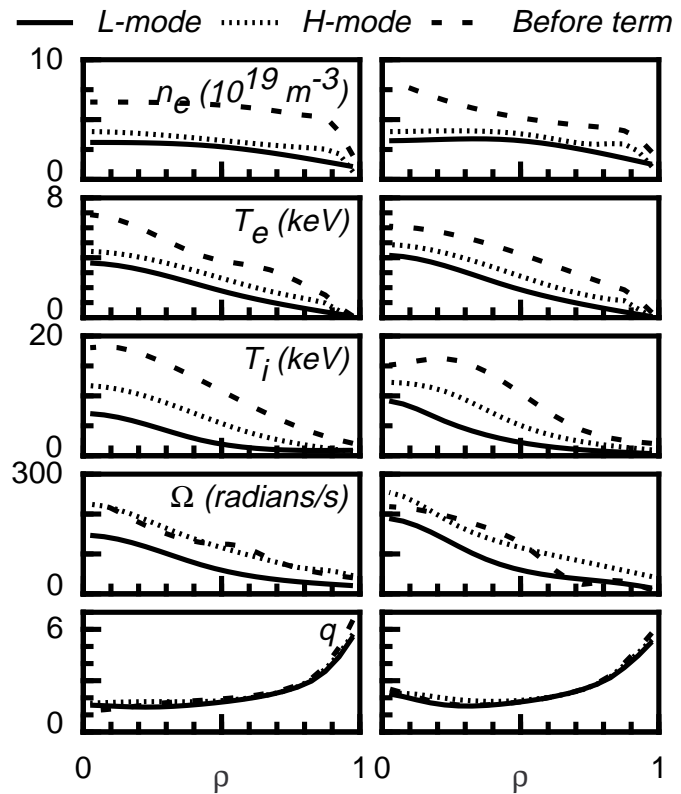 L-mode H-mode Before term
10 n_e (10^19 m^-3)
0
8 T_e (keV)
0
20 T_i (keV)
0
300 Ω (radians/s)
0
6 q
0
0 ρ 1 0 ρ 1